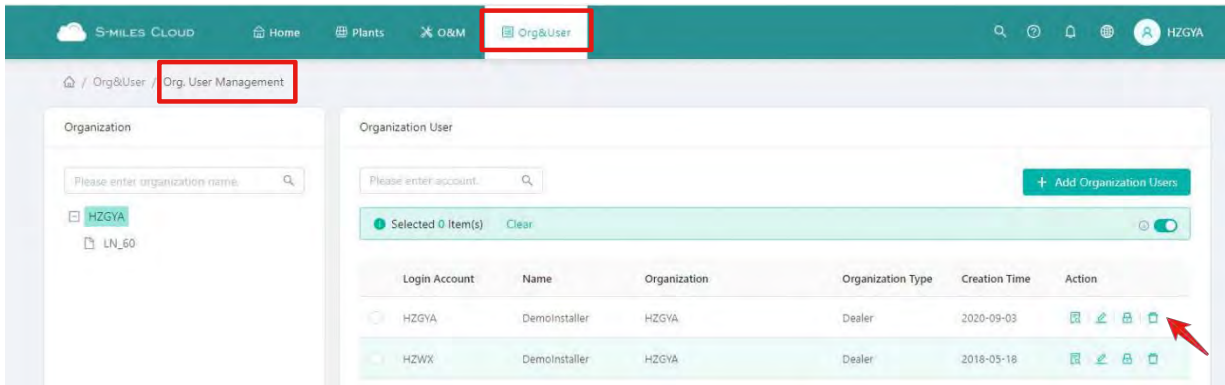 S-MILES CLOUD Home Plants O&M Org&User HZGYA
/ Org&User / Org. User Management
Organization
Organization User
Please enter organization name.
Please enter account.
+ Add Organization Users
HZGYA
Selected 0 Item(s) Clear
LN_60
Login Account Name Organization Organization Type Creation Time Action
HZGYA DemoInstaller HZGYA Dealer 2020-09-03
HZWX DemoInstaller HZGYA Dealer 2018-05-18